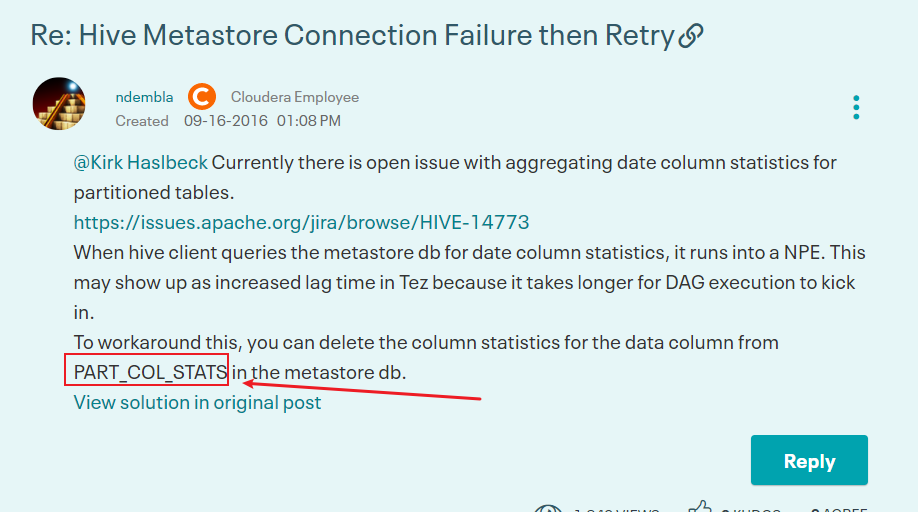 Re: Hive Metastore Connection Failure then Retry
ndembla Cloudera Employee
Created 09-16-2016 01:08 PM
@Kirk Haslbeck Currently there is open issue with aggregating date column statistics for
partitioned tables.
https://issues.apache.org/jira/browse/HIVE-14773
When hive client queries the metastore db for date column statistics, it runs into a NPE. This
may show up as increased lag time in Tez because it takes longer for DAG execution to kick
in.
To workaround this, you can delete the column statistics for the data column from
PART_COL_STATS in the metastore db.
View solution in original post
Reply